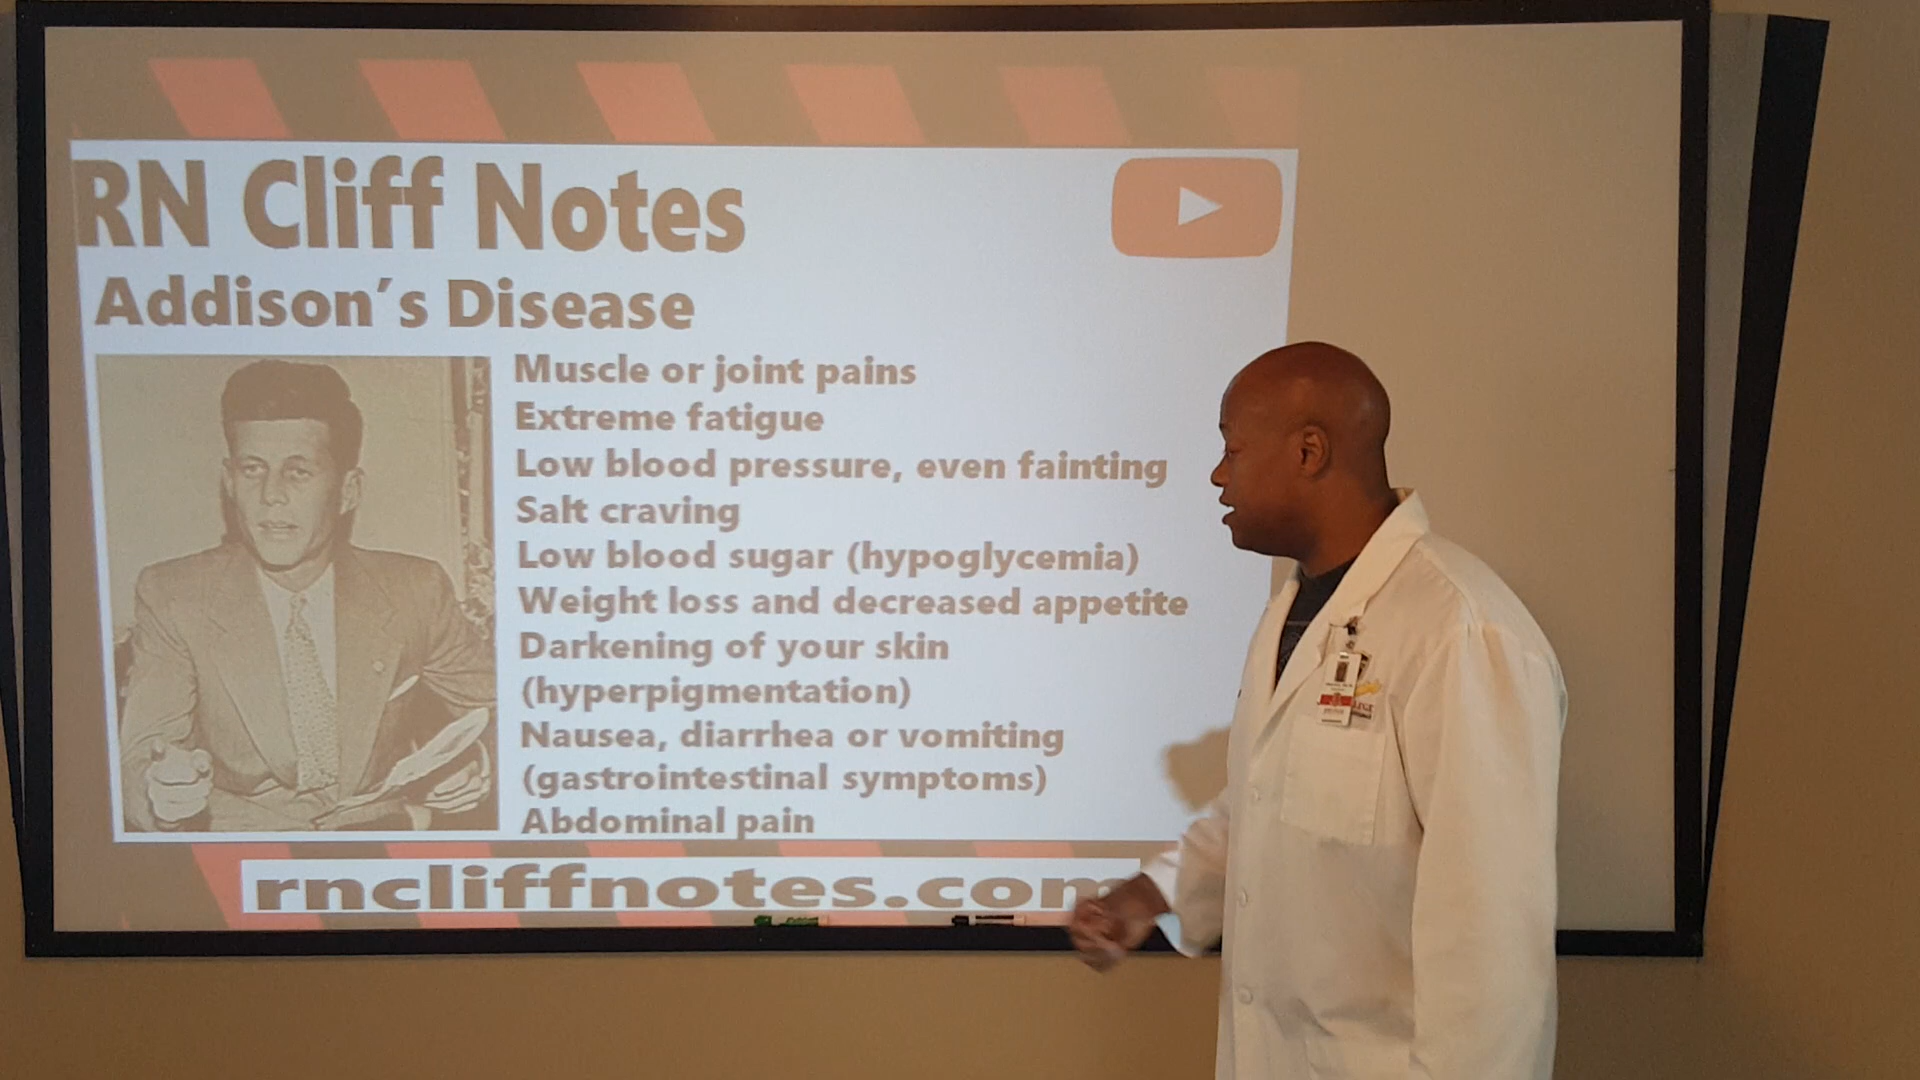 RN Cliff Notes
Addison's Disease
Muscle or joint pains
Extreme fatigue
Low blood pressure, even fainting
Salt craving
Low blood sugar (hypoglycemia)
Weight loss and decreased appetite
Darkening of your skin
(hyperpigmentation)
Nausea, diarrhea or vomiting
(gastrointestinal symptoms)
Abdominal pain
rncliffnotes.com